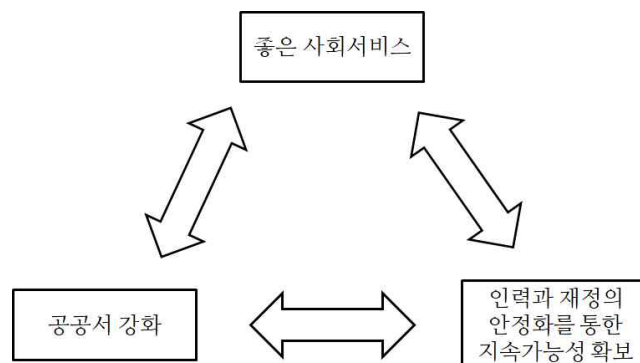 좋은 사회서비스
공공서 강화
인력과 재정의
안정화를 통한
지속가능성 확보